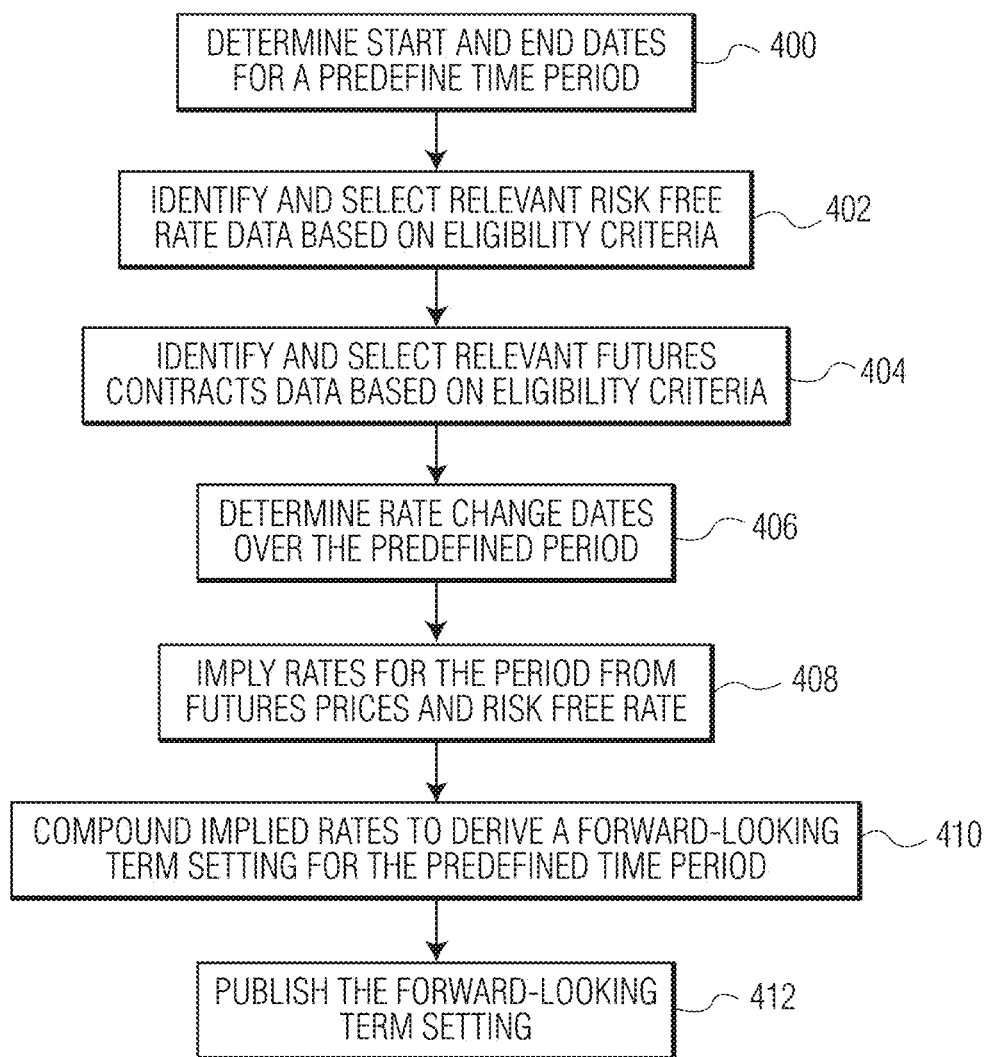 DETERMINE START AND END DATES
FOR A PREDEFINE TIME PERIOD
400
IDENTIFY AND SELECT RELEVANT RISK FREE
RATE DATA BASED ON ELIGIBILITY CRITERIA
402
IDENTIFY AND SELECT RELEVANT FUTURES
CONTRACTS DATA BASED ON ELIGIBILITY CRITERIA
404
DETERMINE RATE CHANGE DATES
OVER THE PREDEFINED PERIOD
406
IMPLY RATES FOR THE PERIOD FROM
FUTURES PRICES AND RISK FREE RATE
408
COMPOUND IMPLIED RATES TO DERIVE A FORWARD-LOOKING
TERM SETTING FOR THE PREDEFINED TIME PERIOD
410
PUBLISH THE FORWARD-LOOKING
TERM SETTING
412